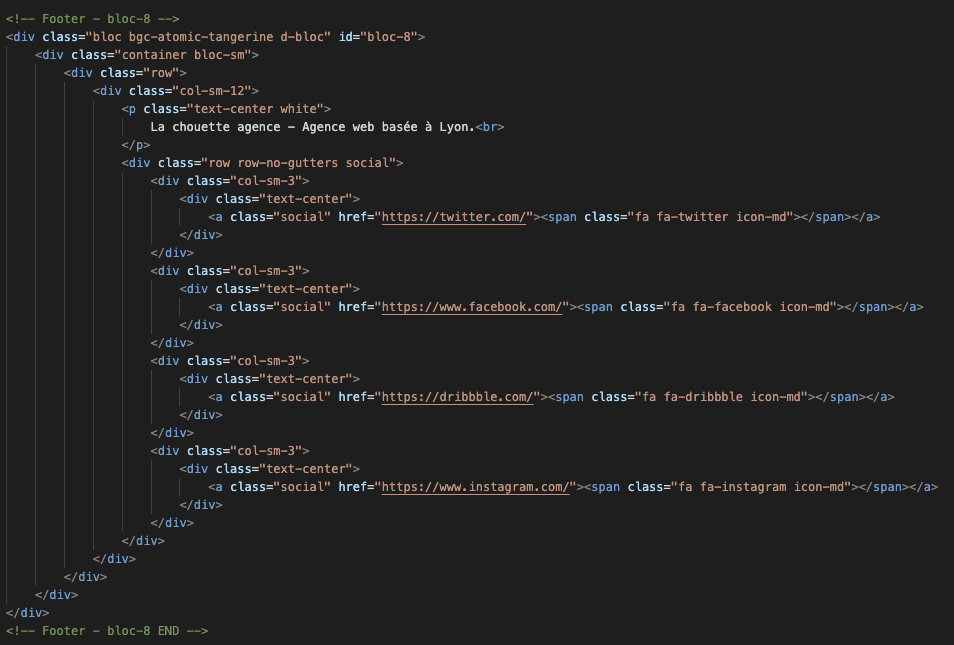 <!-- Footer - bloc-8 -->
<div class="bloc bgc-atomic-tangerine d-bloc" id="bloc-8">
<div class="container bloc-sm">
<div class="row">
<div class="col-sm-12">
<p class="text-center white">
La chouette agence - Agence web basée à Lyon.<br>
</p>
<div class="row row-no-gutters social">
<div class="col-sm-3">
<div class="text-center">
<a class="social" href="https://twitter.com/"><span class="fa fa-twitter icon-md"></span></a>
</div>
</div>
<div class="col-sm-3">
<div class="text-center">
<a class="social" href="https://www.facebook.com/"><span class="fa fa-facebook icon-md"></span></a>
</div>
</div>
<div class="col-sm-3">
<div class="text-center">
<a class="social" href="https://dribbble.com/"><span class="fa fa-dribbble icon-md"></span></a>
</div>
</div>
<div class="col-sm-3">
<div class="text-center">
<a class="social" href="https://www.instagram.com/"><span class="fa fa-instagram icon-md"></span></a>
</div>
</div>
</div>
</div>
</div>
</div>
</div>
<!-- Footer - bloc-8 END -->